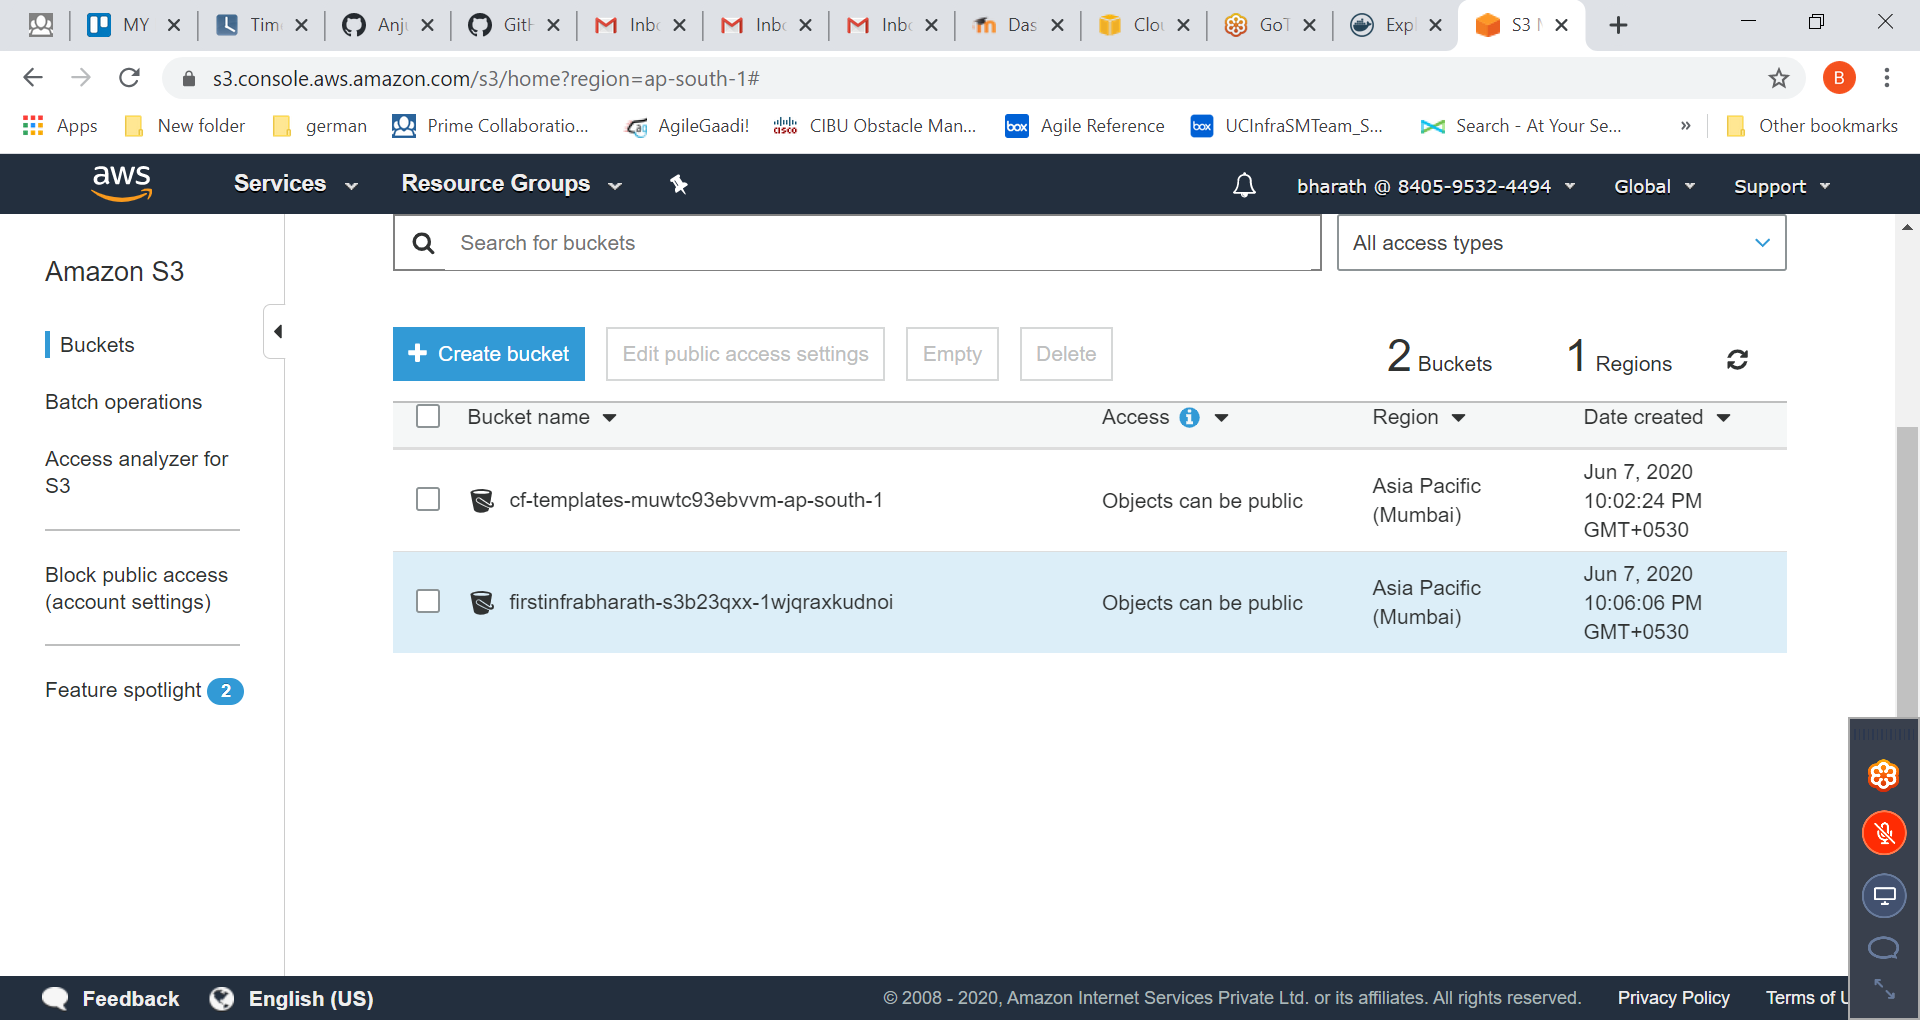 MY
Tim
Anj
Git
Inb
Inb
Inb
Das
Clou
GoT
Exp
S3
s3.console.aws.amazon.com/s3/home?region=ap-south-1#
B
Apps
New folder
german
Prime Collaboratio...
AgileGaadi!
CIBU Obstacle Man...
Agile Reference
UCInfraSMTeam_S...
Search - At Your Se...
»
Other bookmarks
aws
Services
Resource Groups
bharath @ 8405-9532-4494
Global
Support
Amazon S3
Buckets
Batch operations
Access analyzer for
S3
Block public access
(account settings)
Feature spotlight 2
Search for buckets
All access types
Create bucket
Edit public access settings
Empty
Delete
2 Buckets
1 Regions
Bucket name
Access
Region
Date created
cf-templates-muwtc93ebvvm-ap-south-1
Objects can be public
Asia Pacific
(Mumbai)
Jun 7, 2020
10:02:24 PM
GMT+0530
firstinfrabharath-s3b23qxx-1wjqraxkudnoi
Objects can be public
Asia Pacific
(Mumbai)
Jun 7, 2020
10:06:06 PM
GMT+0530
Feedback
English (US)
© 2008 - 2020, Amazon Internet Services Private Ltd. or its affiliates. All rights reserved.
Privacy Policy
Terms of U